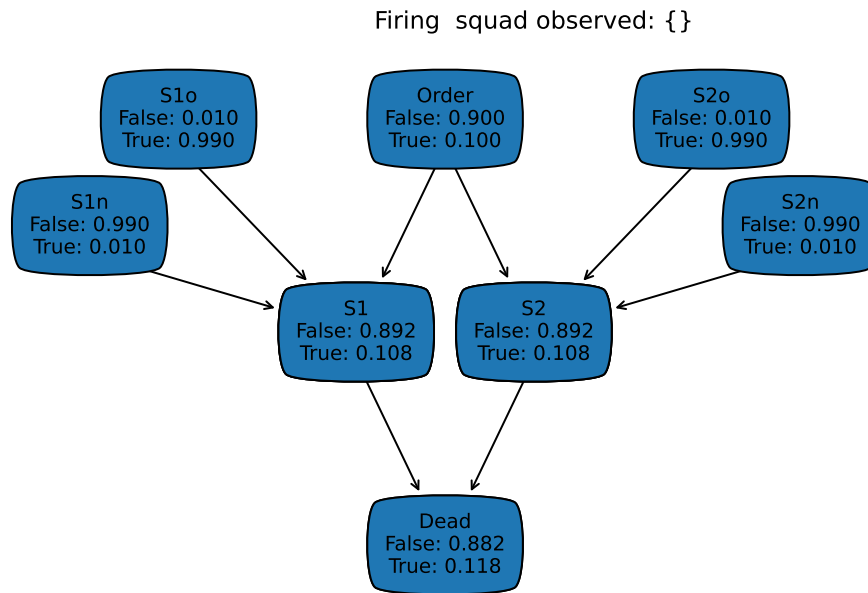 Firing  squad observed: {}
S1o
False: 0.010
True: 0.990
Order
False: 0.900
True: 0.100
S2o
False: 0.010
True: 0.990
S1n
False: 0.990
True: 0.010
S2n
False: 0.990
True: 0.010
S1
False: 0.892
True: 0.108
S2
False: 0.892
True: 0.108
Dead
False: 0.882
True: 0.118